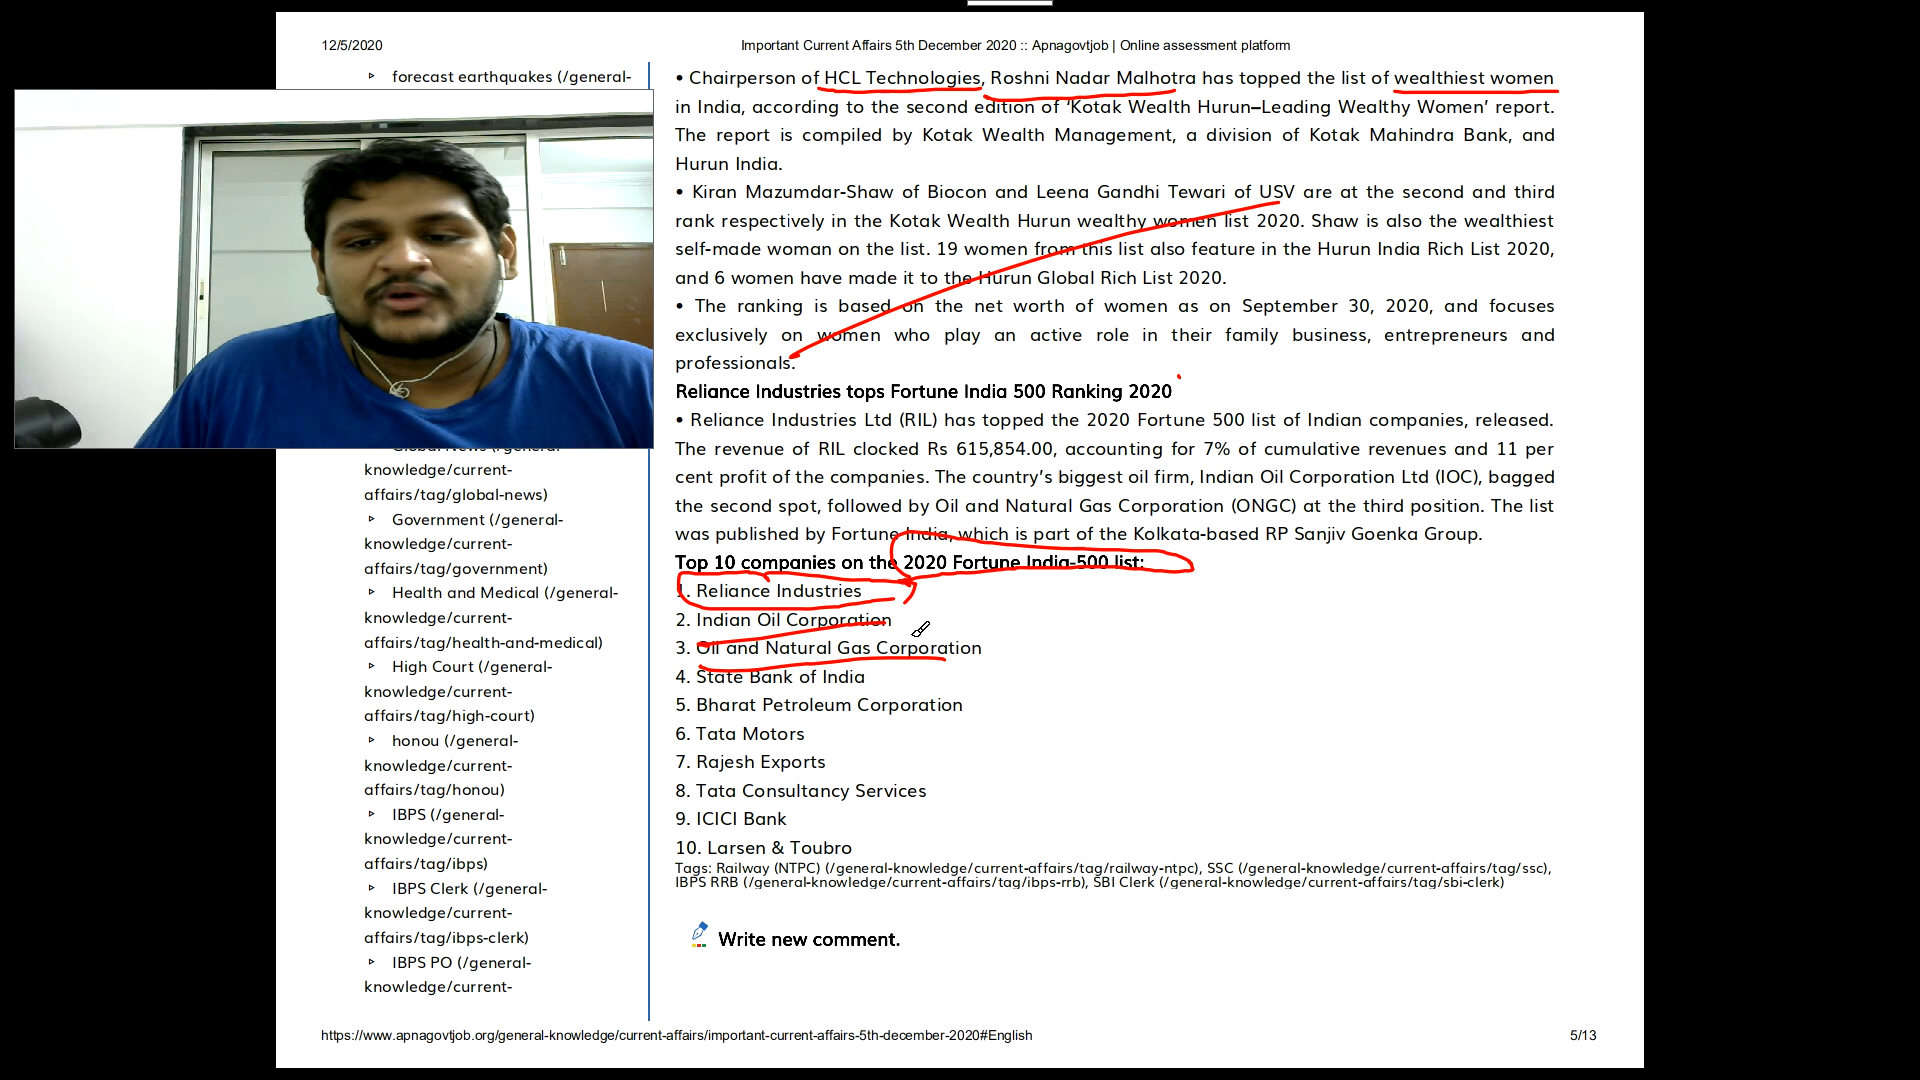 12/5/2020
Important Current Affairs 5th December 2020 :: Apnagovtjob | Online assessment platform
▹ forecast earthquakes (/general-
Global News (/general-
knowledge/current-
affairs/tag/global-news)
▹ Government (/general-
knowledge/current-
affairs/tag/government)
▹ Health and Medical (/general-
knowledge/current-
affairs/tag/health-and-medical)
▹ High Court (/general-
knowledge/current-
affairs/tag/high-court)
▹ honou (/general-
knowledge/current-
affairs/tag/honou)
▹ IBPS (/general-
knowledge/current-
affairs/tag/ibps)
▹ IBPS Clerk (/general-
knowledge/current-
affairs/tag/ibps-clerk)
▹ IBPS PO (/general-
knowledge/current-
• Chairperson of HCL Technologies, Roshni Nadar Malhotra has topped the list of wealthiest women
in India, according to the second edition of ‘Kotak Wealth Hurun–Leading Wealthy Women’ report.
The report is compiled by Kotak Wealth Management, a division of Kotak Mahindra Bank, and
Hurun India.
• Kiran Mazumdar-Shaw of Biocon and Leena Gandhi Tewari of USV are at the second and third
rank respectively in the Kotak Wealth Hurun wealthy women list 2020. Shaw is also the wealthiest
self-made woman on the list. 19 women from this list also feature in the Hurun India Rich List 2020,
and 6 women have made it to the Hurun Global Rich List 2020.
• The ranking is based on the net worth of women as on September 30, 2020, and focuses
exclusively on women who play an active role in their family business, entrepreneurs and
professionals.
Reliance Industries tops Fortune India 500 Ranking 2020
• Reliance Industries Ltd (RIL) has topped the 2020 Fortune 500 list of Indian companies, released.
The revenue of RIL clocked Rs 615,854.00, accounting for 7% of cumulative revenues and 11 per
cent profit of the companies. The country’s biggest oil firm, Indian Oil Corporation Ltd (IOC), bagged
the second spot, followed by Oil and Natural Gas Corporation (ONGC) at the third position. The list
was published by Fortune India, which is part of the Kolkata-based RP Sanjiv Goenka Group.
Top 10 companies on the 2020 Fortune India-500 list:
1. Reliance Industries
2. Indian Oil Corporation
3. Oil and Natural Gas Corporation
4. State Bank of India
5. Bharat Petroleum Corporation
6. Tata Motors
7. Rajesh Exports
8. Tata Consultancy Services
9. ICICI Bank
10. Larsen & Toubro
Tags: Railway (NTPC) (/general-knowledge/current-affairs/tag/railway-ntpc), SSC (/general-knowledge/current-affairs/tag/ssc),
IBPS RRB (/general-knowledge/current-affairs/tag/ibps-rrb), SBI Clerk (/general-knowledge/current-affairs/tag/sbi-clerk)
Write new comment.
https://www.apnagovtjob.org/general-knowledge/current-affairs/important-current-affairs-5th-december-2020#English
5/13